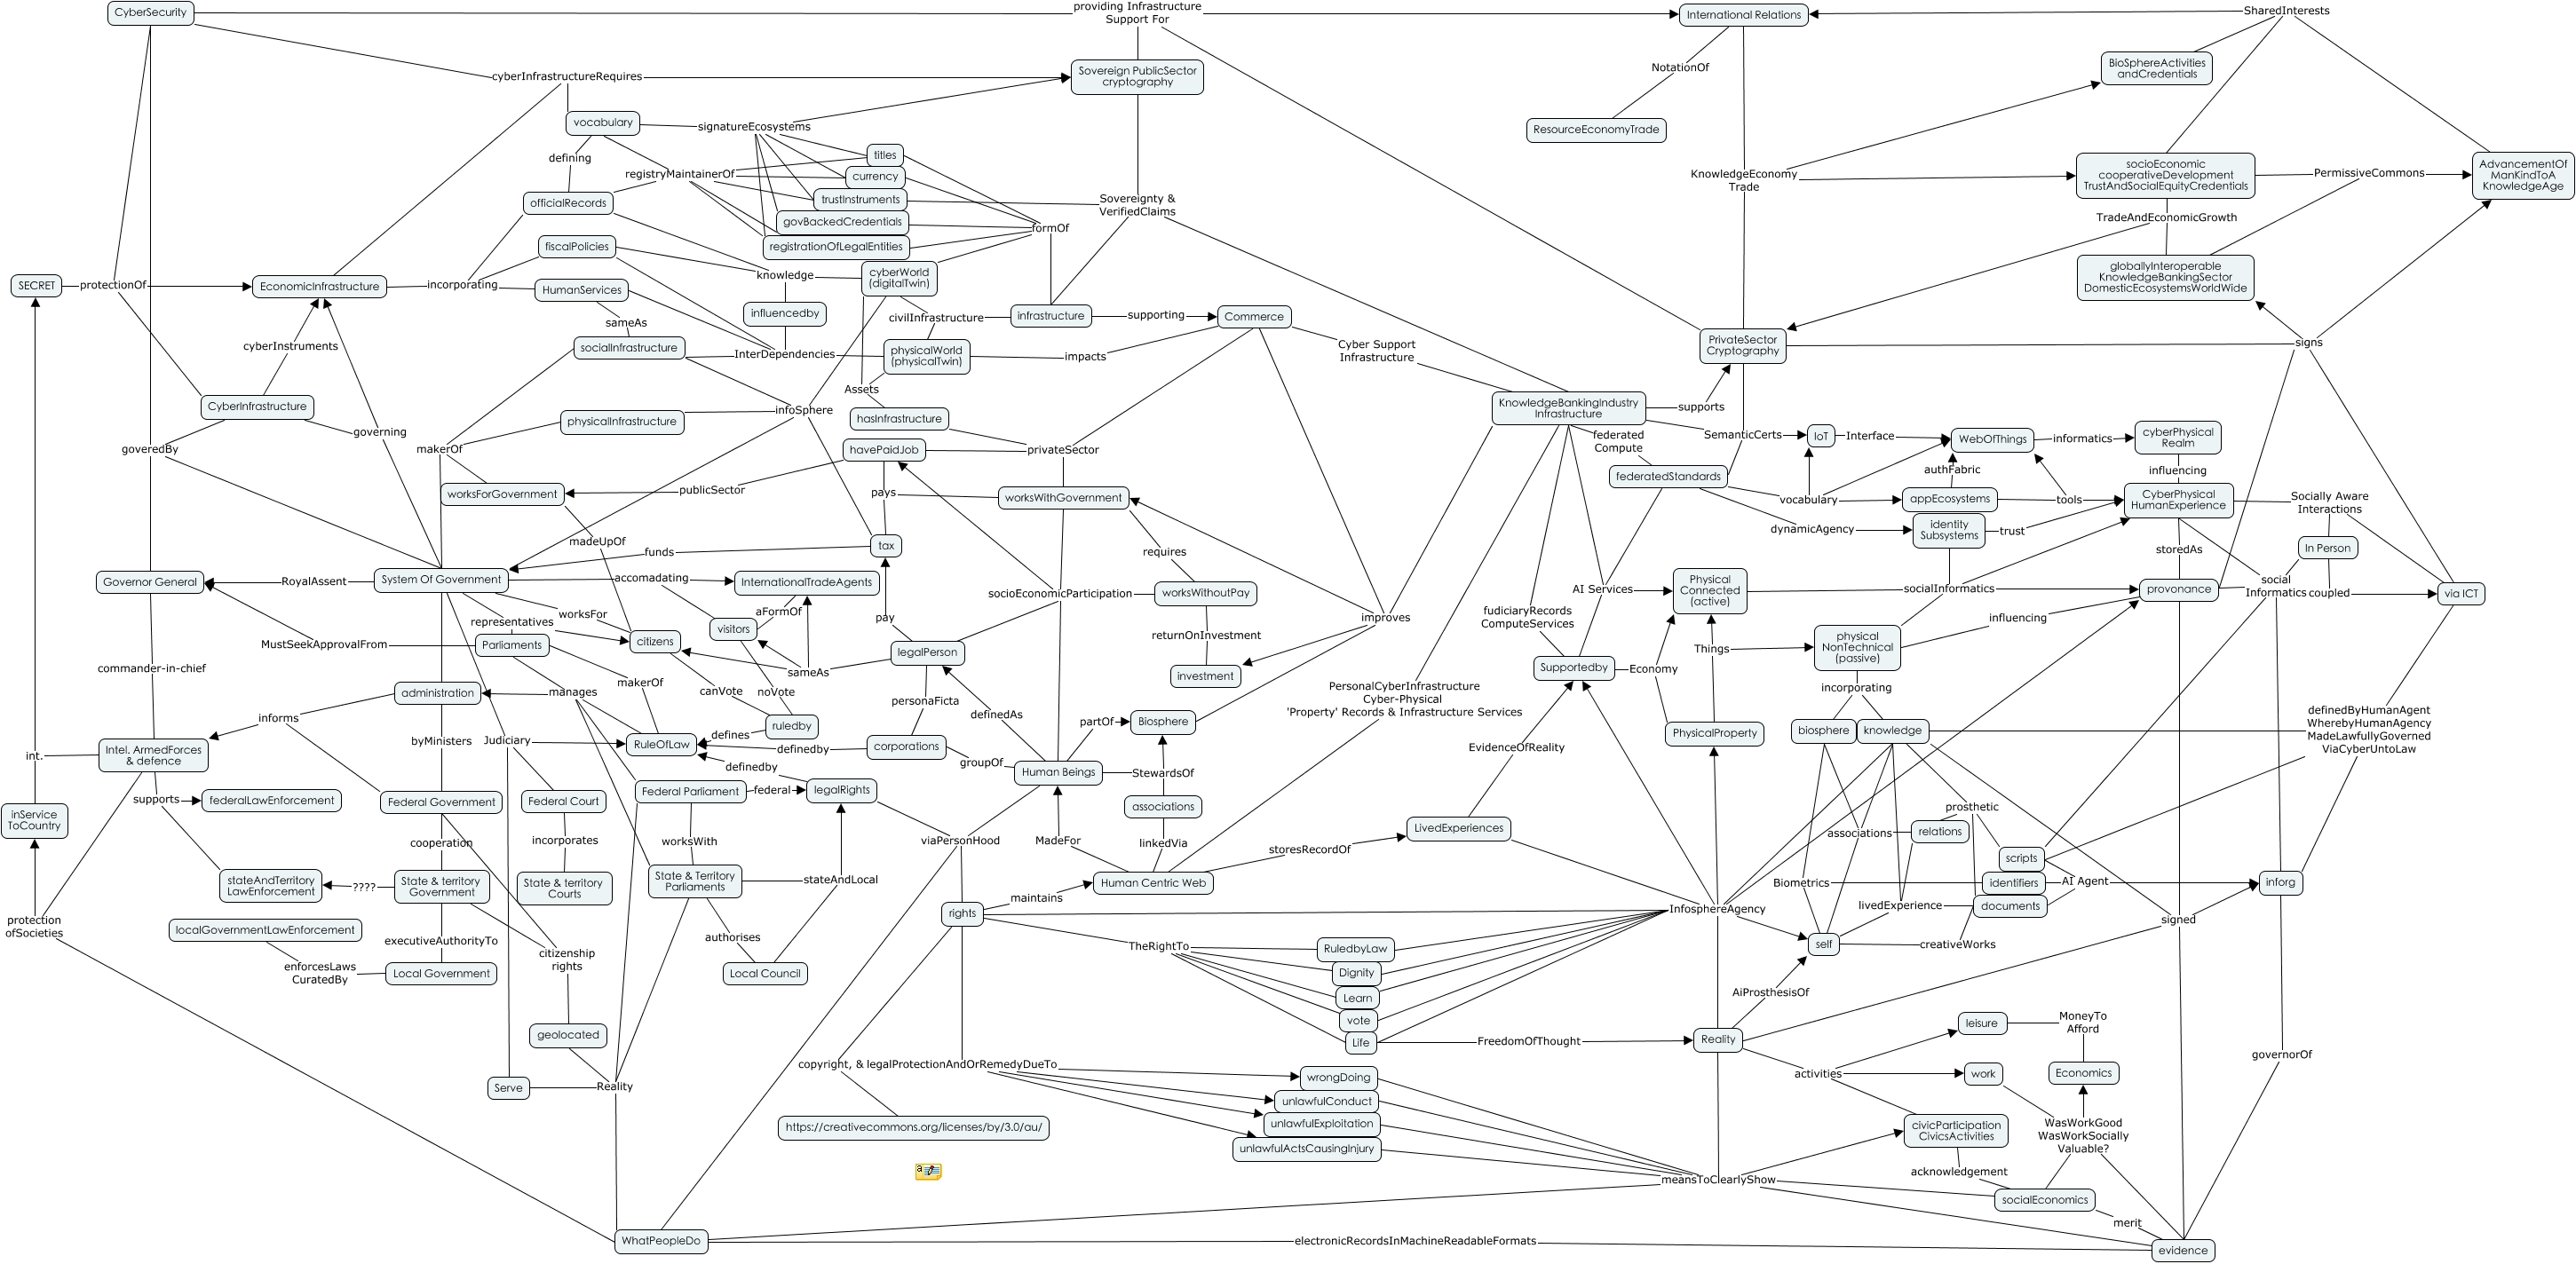 CyberSecurity
providing Infrastructure
Support For
International Relations
SharedInterests
NotationOf
BioSphereActivities
andCredentials
cyberInfrastructureRequires
Sovereign PublicSector
cryptography
vocabulary
signatureEcosystems
ResourceEconomyTrade
defining
titles
registryMaintainerOf
currency
KnowledgeEconomy
Trade
socioEconomic
cooperativeDevelopment
TrustAndSocialEquityCredentials
PermissiveCommons
AdvancementOf
ManKindToA
KnowledgeAge
officialRecords
trustInstruments
Sovereignty &
VerifiedClaims
govBackedCredentials
TradeAndEconomicGrowth
formOf
fiscalPolicies
registrationOfLegalEntities
SECRET
protectionOf
EconomicInfrastructure
incorporating
HumanServices
knowledge
cyberWorld
(digitalTwin)
globallyInteroperable
KnowledgeBankingSector
DomesticEcosystemsWorldWide
influencedby
civilInfrastructure
infrastructure
supporting
Commerce
sameAs
cyberInstruments
socialInfrastructure
InterDependencies
physicalWorld
(physicalTwin)
impacts
Cyber Support
Infrastructure
PrivateSector
Cryptography
signs
Assets
CyberInfrastructure
infoSphere
hasInfrastructure
KnowledgeBankingIndustry
Infrastructure
supports
physicalInfrastructure
governing
goveredBy
makerOf
havePaidJob
privateSector
federated
Compute
SemanticCerts
IoT
Interface
WebOfThings
informatics
cyberPhysical
Realm
authFabric
influencing
federatedStandards
worksForGovernment
publicSector
pays
worksWithGovernment
vocabulary
appEcosystems
tools
CyberPhysical
HumanExperience
Socially Aware
Interactions
dynamicAgency
identity
Subsystems
trust
madeUpOf
tax
funds
requires
storedAs
In Person
Governor General
RoyalAssent
System Of Government
accomadating
InternationalTradeAgents
socioEconomicParticipation
worksWithoutPay
AI Services
Physical
Connected
(active)
socialInformatics
provonance
social
Informatics
coupled
via ICT
worksFor
aFormOf
representatives
pay
fudiciaryRecords
ComputeServices
improves
influencing
visitors
citizens
MustSeekApprovalFrom
Parliaments
legalPerson
returnOnInvestment
Things
physical
NonTechnical
(passive)
commander-in-chief
sameAs
investment
Supportedby
Economy
makerOf
canVote
noVote
incorporating
administration
manages
personaFicta
PersonalCyberInfrastructure
Cyber-Physical
'Property' Records & Infrastructure Services
definedByHumanAgent
WherebyHumanAgency
MadeLawfullyGoverned
ViaCyberUntoLaw
informs
definedAs
partOf
Biosphere
ruledby
PhysicalProperty
biosphere
knowledge
byMinisters
Judiciary
RuleOfLaw
defines
definedby
corporations
EvidenceOfReality
int.
Intel. ArmedForces
& defence
definedby
groupOf
Human Beings
StewardsOf
supports
federalLawEnforcement
Federal Government
Federal Court
Federal Parliament
federal
legalRights
associations
prosthetic
inService
ToCountry
LivedExperiences
associations
relations
cooperation
incorporates
worksWith
viaPersonHood
MadeFor
linkedVia
storesRecordOf
scripts
stateAndTerritory
LawEnforcement
????
State & territory
Government
State & territory
Courts
State & Territory
Parliaments
stateAndLocal
Human Centric Web
Biometrics
identifiers
AI Agent
inforg
maintains
livedExperience
documents
protection
ofSocieties
localGovernmentLawEnforcement
rights
InfosphereAgency
signed
executiveAuthorityTo
authorises
TheRightTo
RuledbyLaw
self
creativeWorks
citizenship
rights
enforcesLaws
CuratedBy
Local Government
Local Council
Dignity
Learn
AiProsthesisOf
vote
leisure
MoneyTo
Afford
geolocated
Life
FreedomOfThought
Reality
governorOf
copyright, & legalProtectionAndOrRemedyDueTo
wrongDoing
activities
work
Economics
Serve
Reality
unlawfulConduct
https://creativecommons.org/licenses/by/3.0/au/
unlawfulExploitation
civicParticipation
CivicsActivities
WasWorkGood
WasWorkSocially
Valuable?
unlawfulActsCausingInjury
acknowledgement
meansToClearlyShow
socialEconomics
merit
WhatPeopleDo
electronicRecordsInMachineReadableFormats
evidence